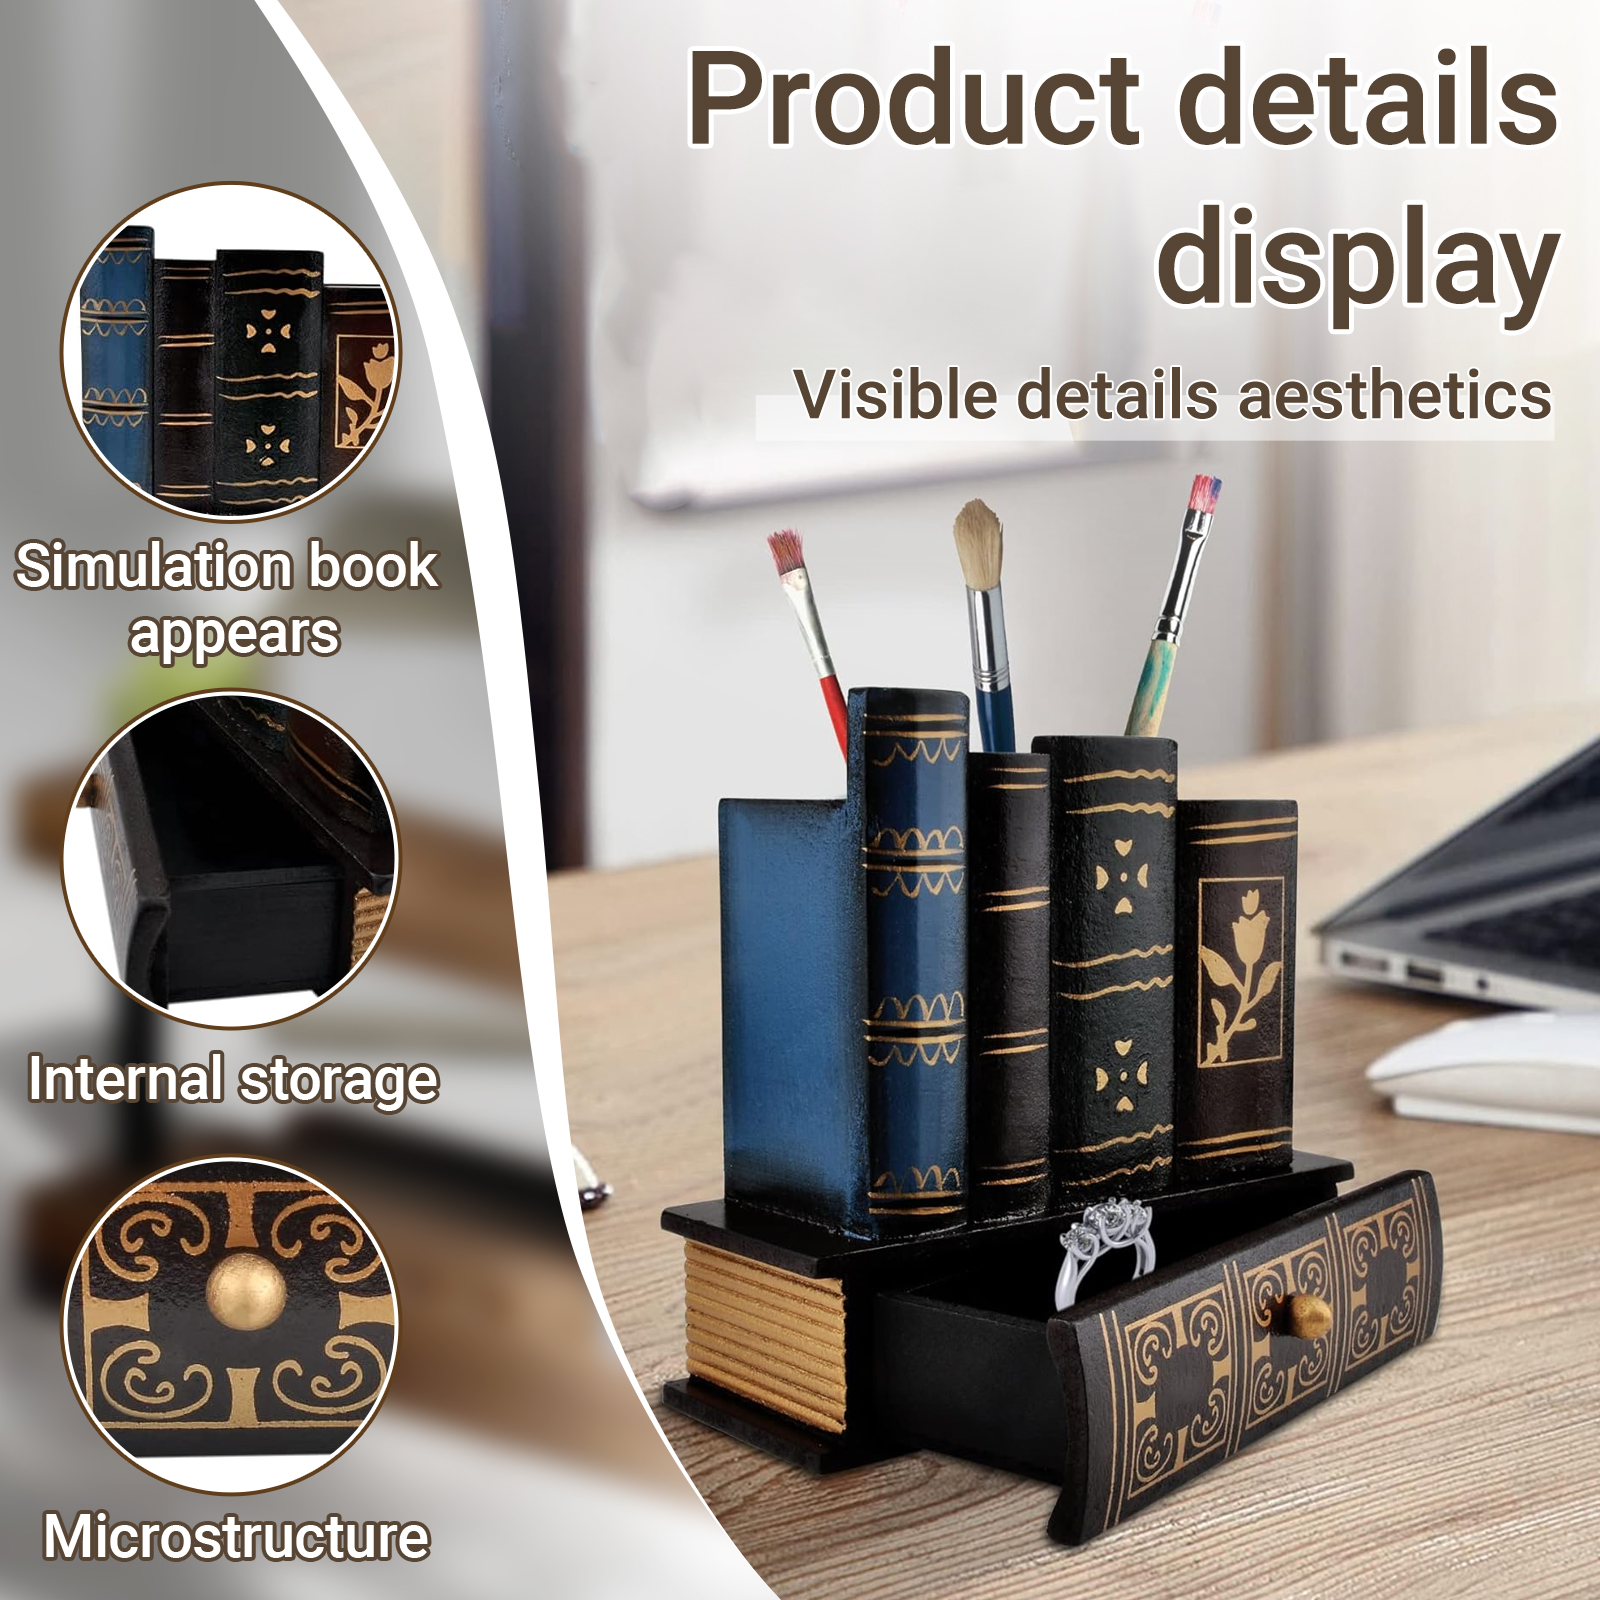 Product details
display
Visible details aesthetics
Simulation book
appears
Internal storage
Microstructure